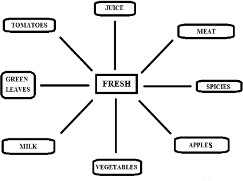 JUICE
TOMATOES
MEAT
GREEN
LEAVES
FRESH
SPICIES
MILK
APPLES
VEGETABLES